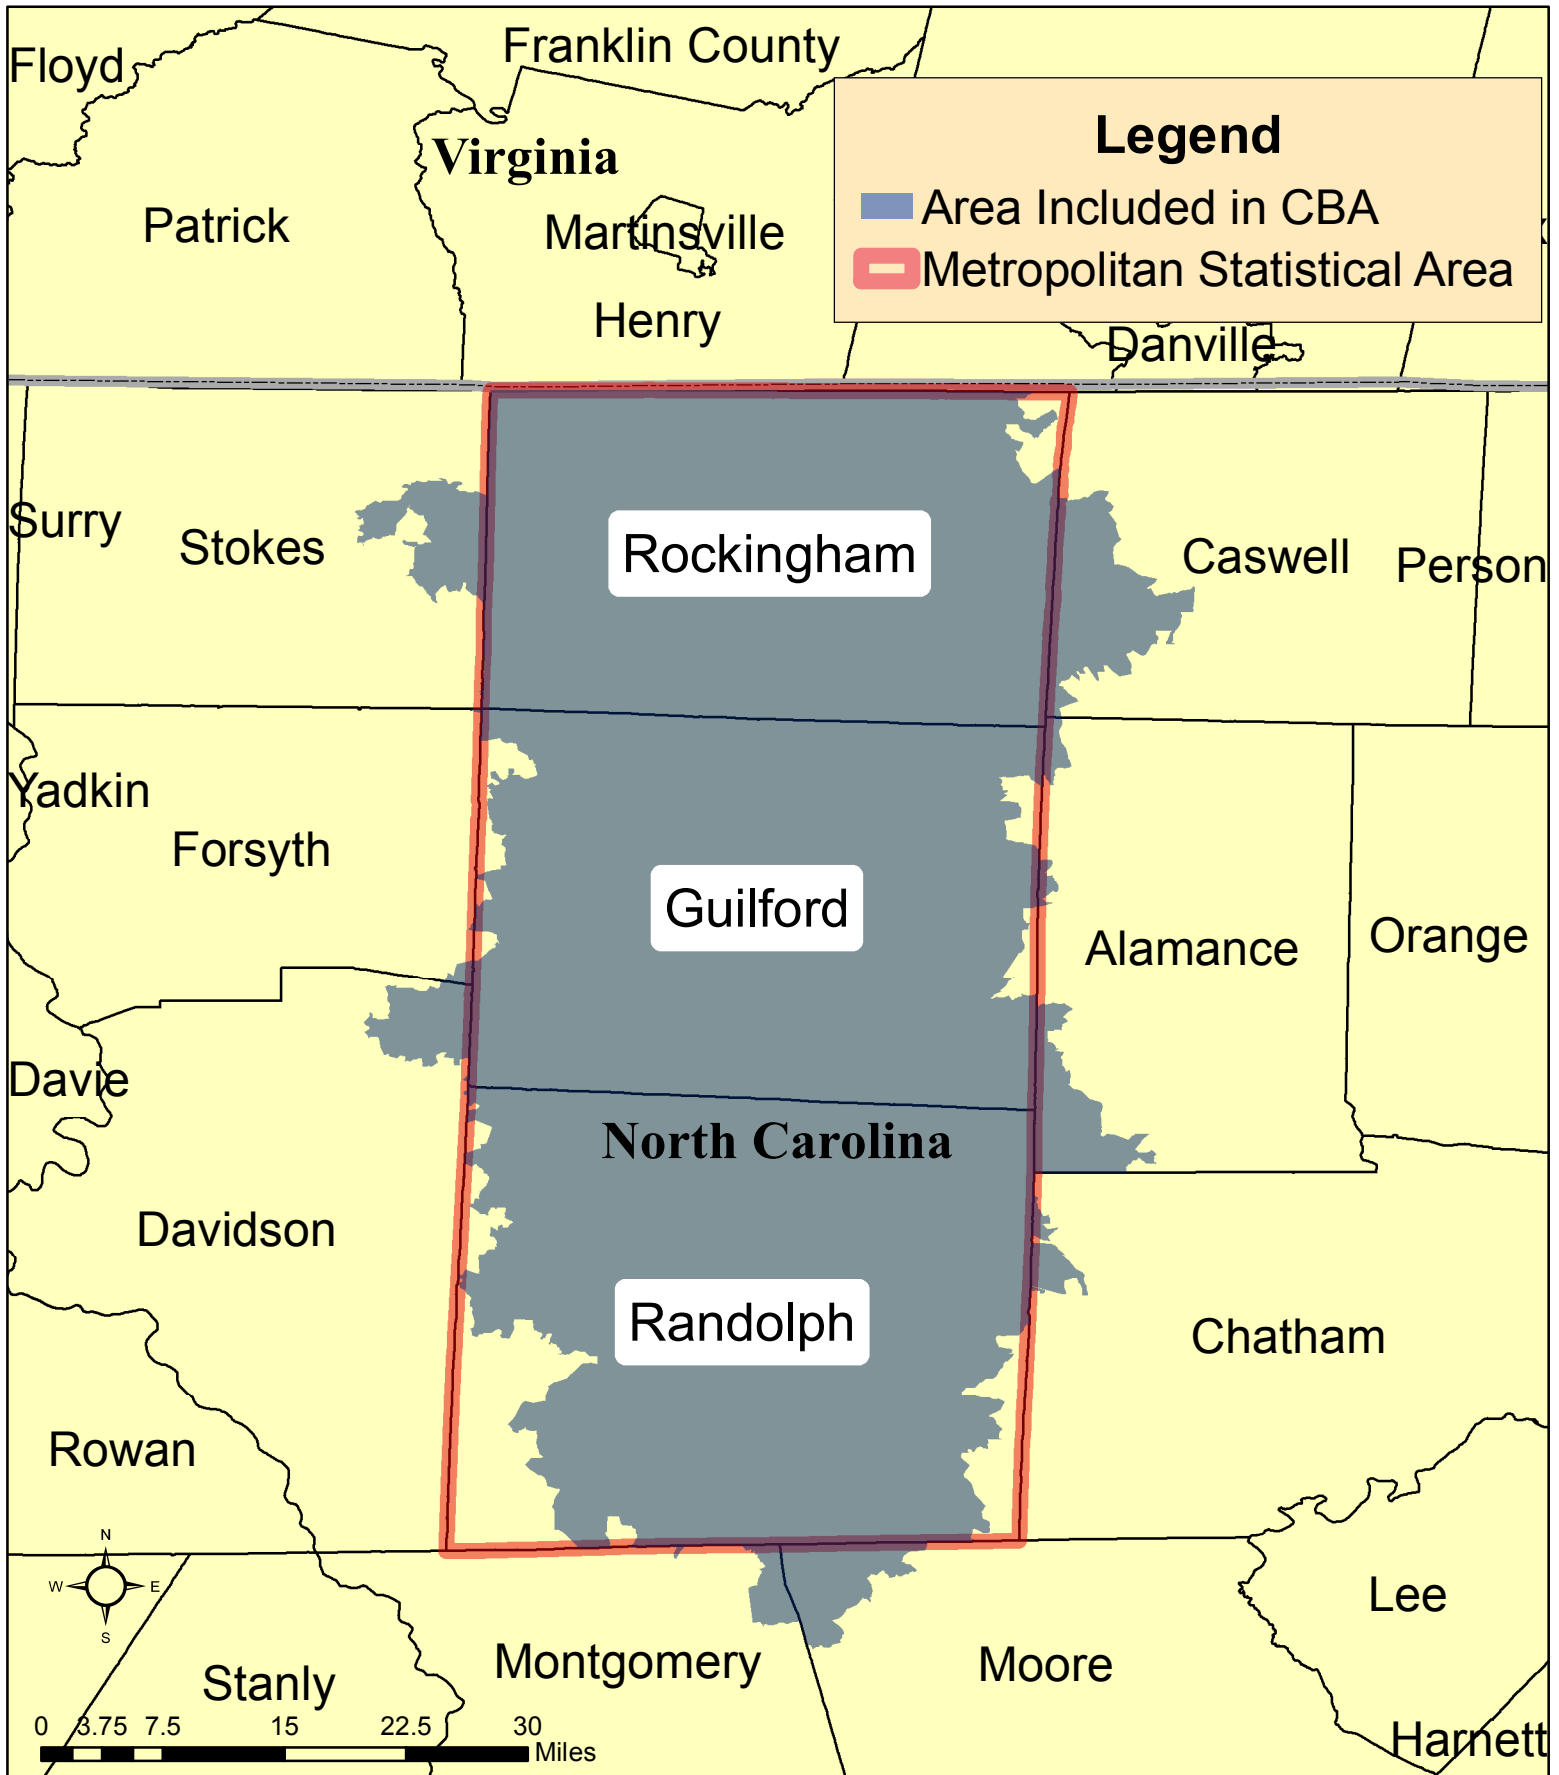 Franklin County
Floyd
Virginia
Legend
Area Included in CBA
Metropolitan Statistical Area
Patrick
Martinsville
Henry
Danville
Surry
Stokes
Rockingham
Caswell
Person
Yadkin
Forsyth
Guilford
Alamance
Orange
Davie
North Carolina
Davidson
Randolph
Chatham
Rowan
N
W
E
S
Lee
Montgomery
Moore
Stanly
0 3.75 7.5 15 22.5 30
Miles
Harnett